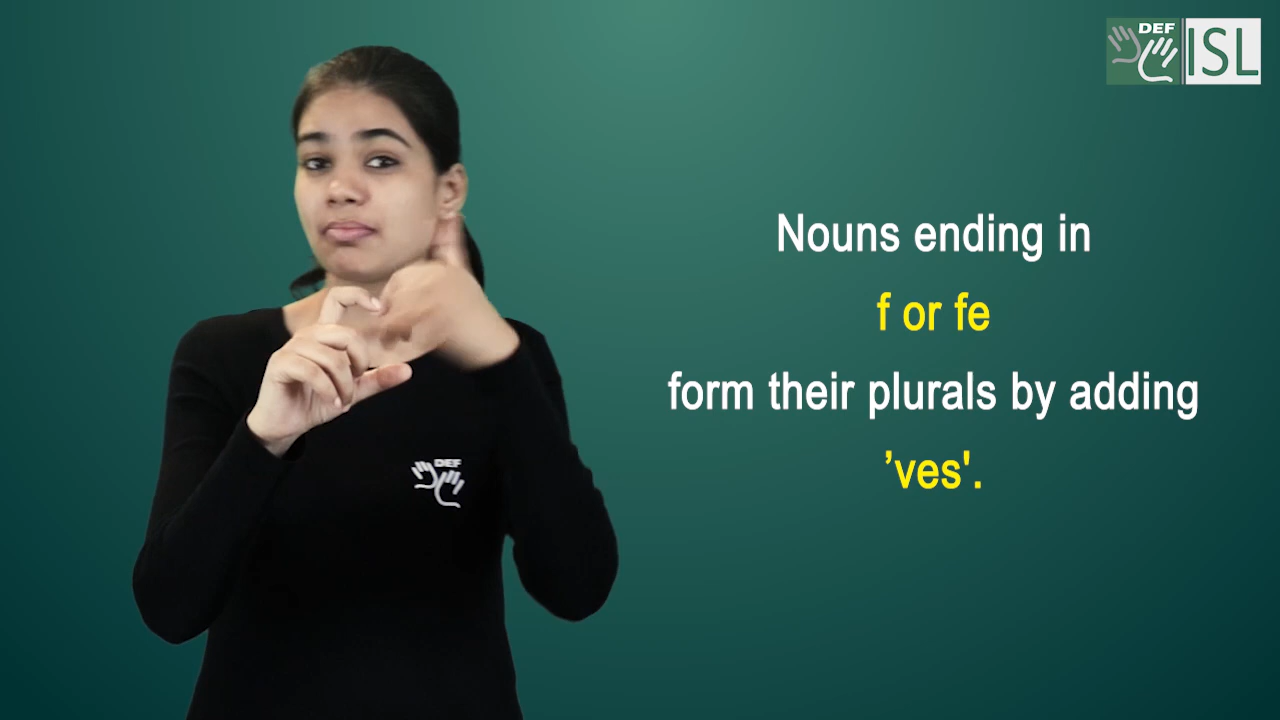 DEF
ISL
Nouns ending in
f or fe
form their plurals by adding
’ves'.
DEF